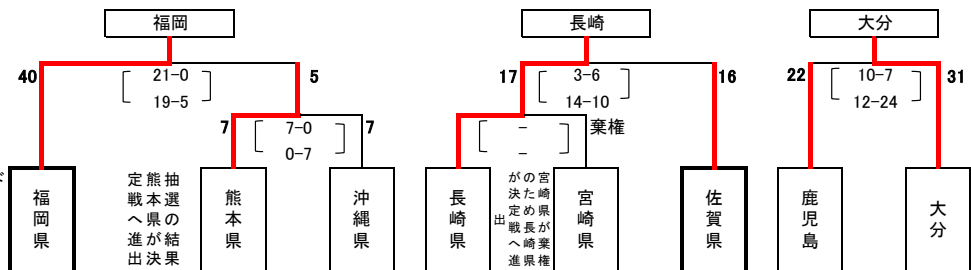 福岡
長崎
大分
40
21-0
19-5
5
17
3-6
14-10
16
22
10-7
12-24
31
7
7-0
0-7
7
-
-
棄権
福岡県
抽選の結果
熊本県が決
定戦へ進出
熊本県
沖縄県
長崎県
宮崎県が棄権
のため長崎県
が決定戦へ進
出
宮崎県
佐賀県
鹿児島
大分